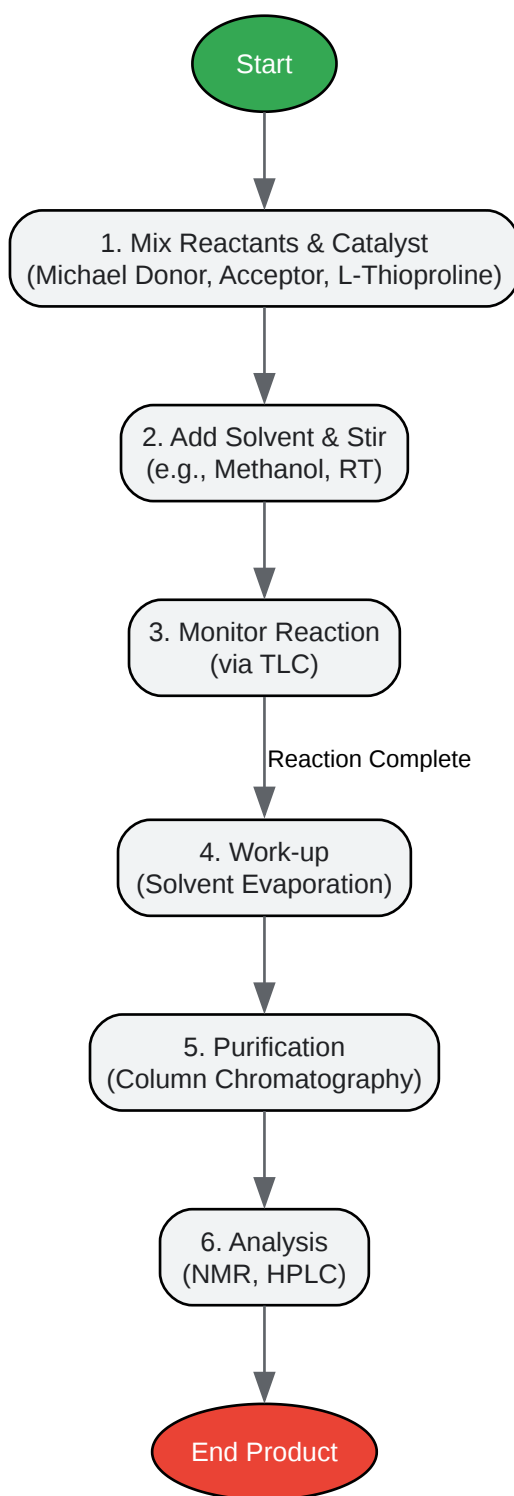 Start
1. Mix Reactants & Catalyst
(Michael Donor, Acceptor, L-Thioproline)
2. Add Solvent & Stir
(e.g., Methanol, RT)
3. Monitor Reaction
(via TLC)
Reaction Complete
4. Work-up
(Solvent Evaporation)
5. Purification
(Column Chromatography)
6. Analysis
(NMR, HPLC)
End Product